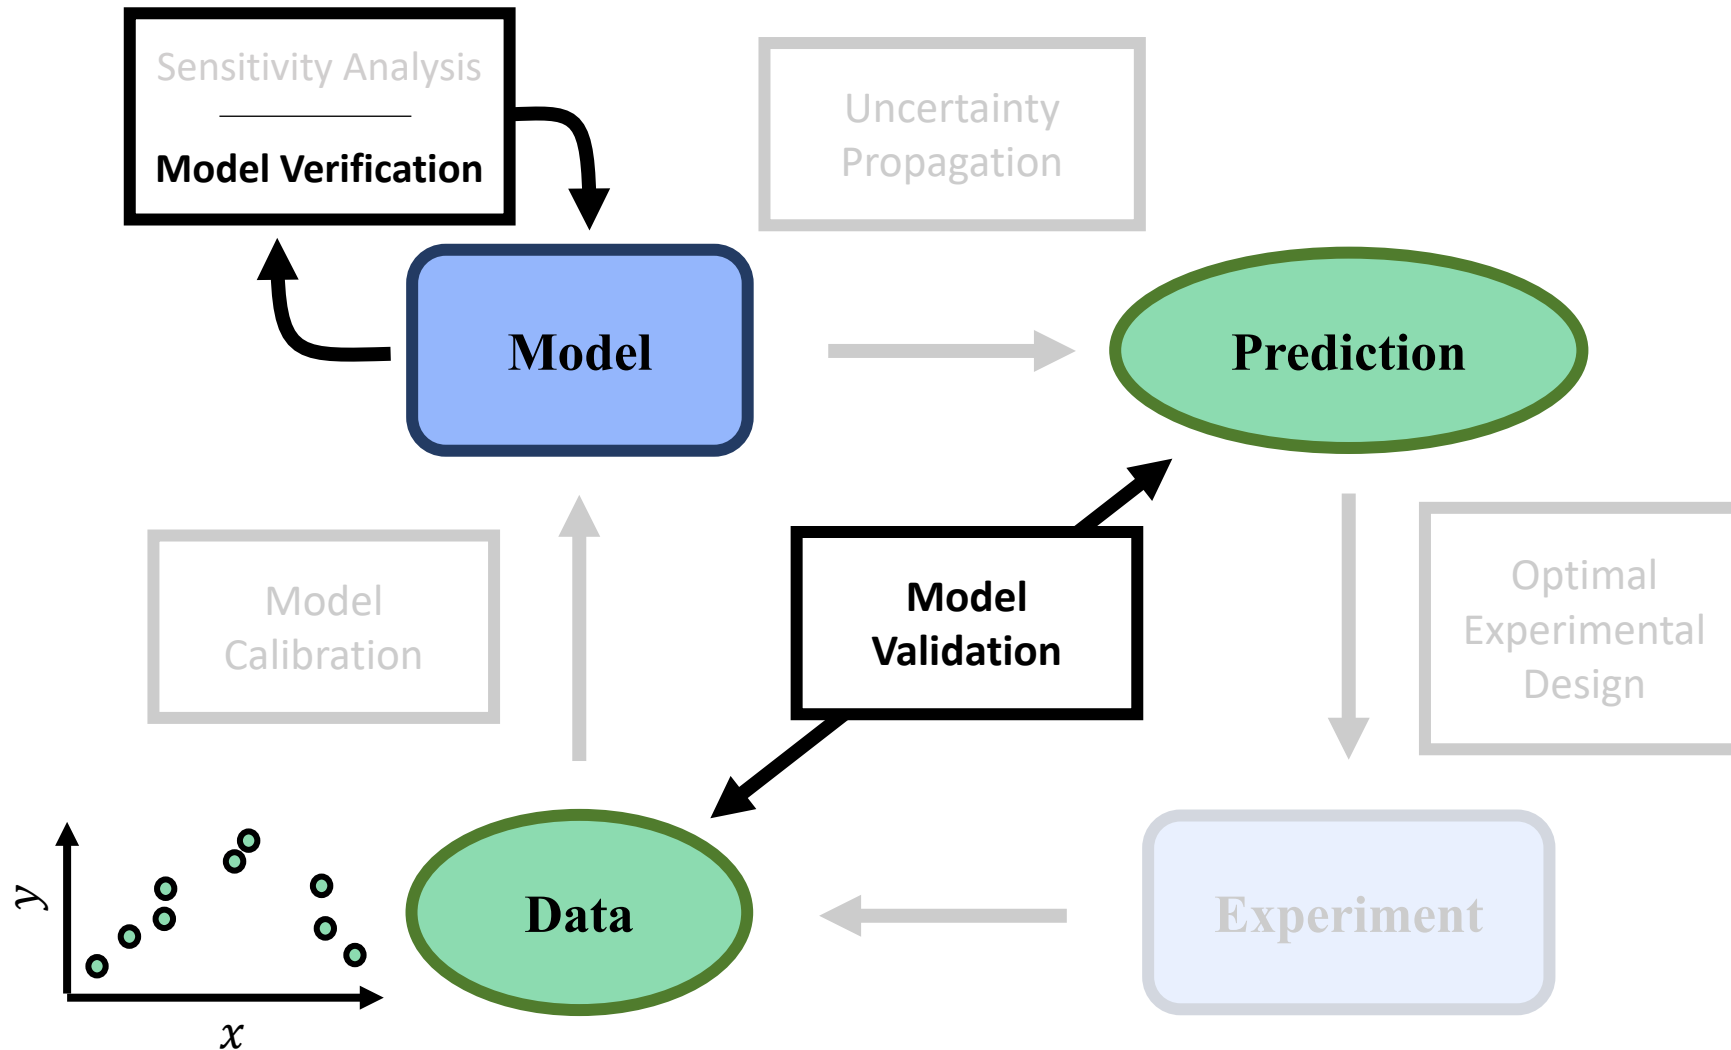 Sensitivity Analysis
Model Verification
Uncertainty
Propagation
Model
Prediction
Model
Calibration
Model
Validation
Optimal
Experimental
Design
y
x
Data
Experiment